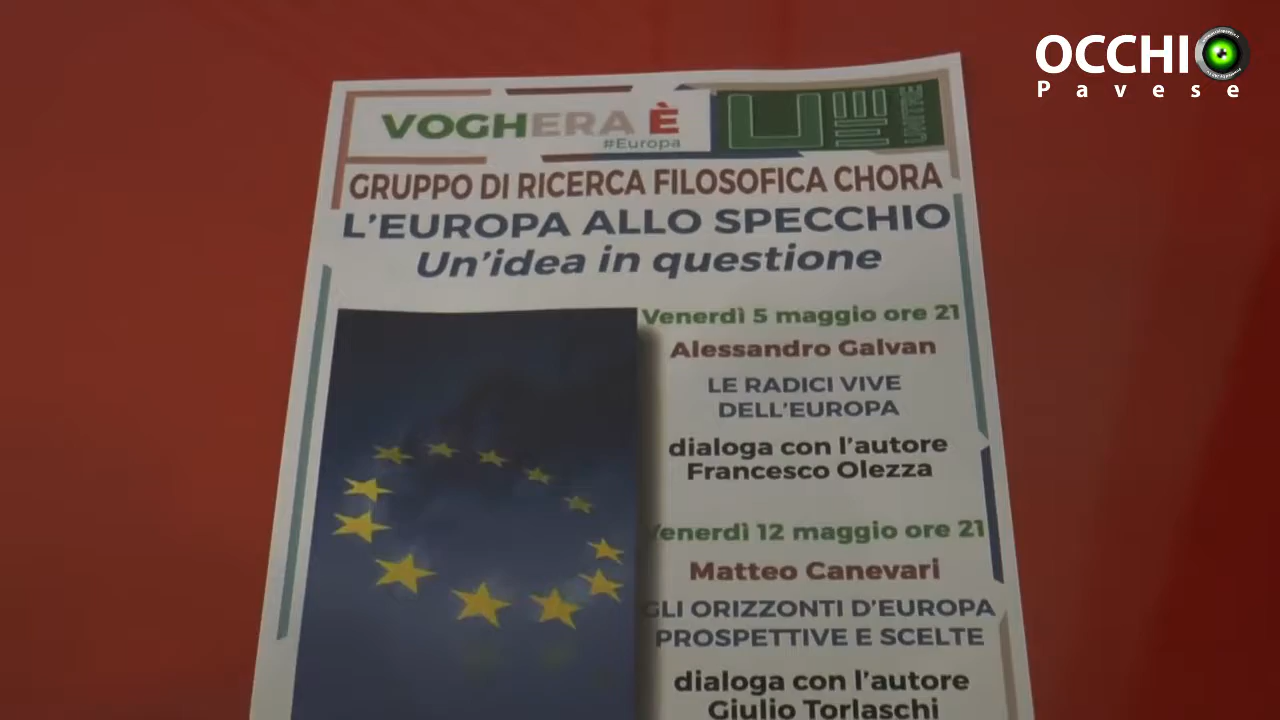 OCCHIO
Pavese
VOGHERA È
#Europa
UE
GRUPPO DI RICERCA FILOSOFICA CHORA
L'EUROPA ALLO SPECCHIO
Un'idea in questione
Venerdì 5 maggio ore 21
Alessandro Galvan
LE RADICI VIVE
DELL'EUROPA
dialoga con l'autore
Francesco Olezza
Venerdì 12 maggio ore 21
Matteo Canevari
GLI ORIZZONTI D'EUROPA
PROSPETTIVE E SCELTE
dialoga con l'autore
Giulio Torlaschi